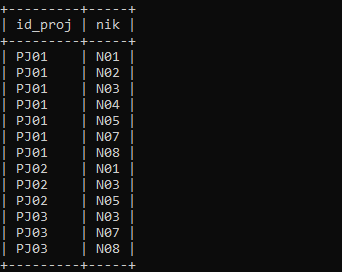 +---------+-----+
| id_proj | nik |
+---------+-----+
| PJ01    | N01 |
| PJ01    | N02 |
| PJ01    | N03 |
| PJ01    | N04 |
| PJ01    | N05 |
| PJ01    | N07 |
| PJ01    | N08 |
| PJ02    | N01 |
| PJ02    | N03 |
| PJ02    | N05 |
| PJ03    | N03 |
| PJ03    | N07 |
| PJ03    | N08 |
+---------+-----+